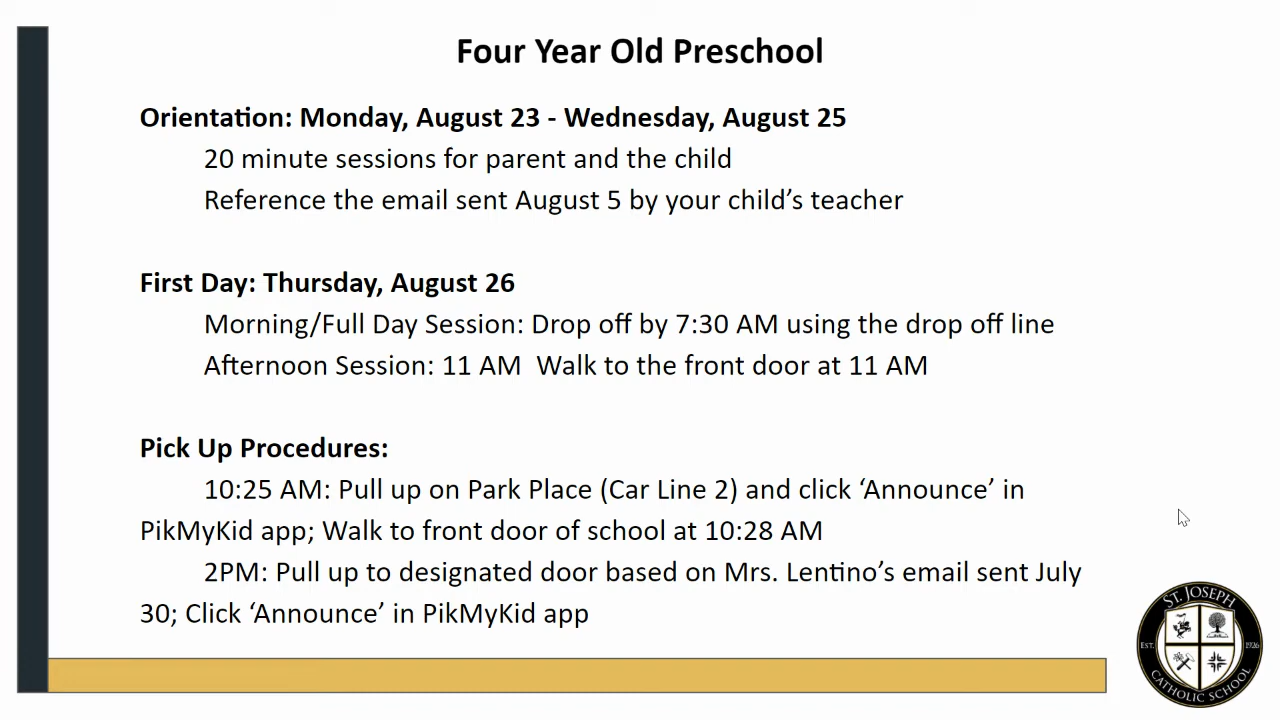 Four Year Old Preschool
Orientation: Monday, August 23 - Wednesday, August 25
20 minute sessions for parent and the child
Reference the email sent August 5 by your child’s teacher
First Day: Thursday, August 26
Morning/Full Day Session: Drop off by 7:30 AM using the drop off line
Afternoon Session: 11 AM  Walk to the front door at 11 AM
Pick Up Procedures:
10:25 AM: Pull up on Park Place (Car Line 2) and click ‘Announce’ in
PikMyKid app; Walk to front door of school at 10:28 AM
2PM: Pull up to designated door based on Mrs. Lentino’s email sent July
30; Click ‘Announce’ in PikMyKid app
ST. JOSEPH
EST. 1926
CATHOLIC SCHOOL